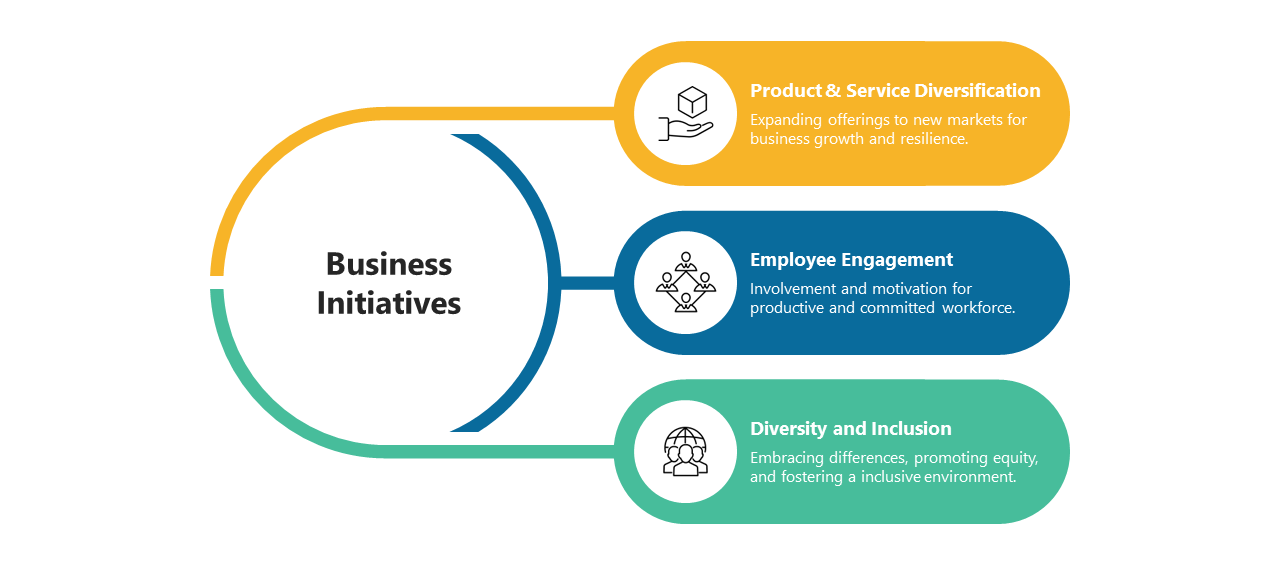 Business
Initiatives
Product & Service Diversification
Expanding offerings to new markets for
business growth and resilience.
Employee Engagement
Involvement and motivation for
productive and committed workforce.
Diversity and Inclusion
Embracing differences, promoting equity,
and fostering a inclusive environment.